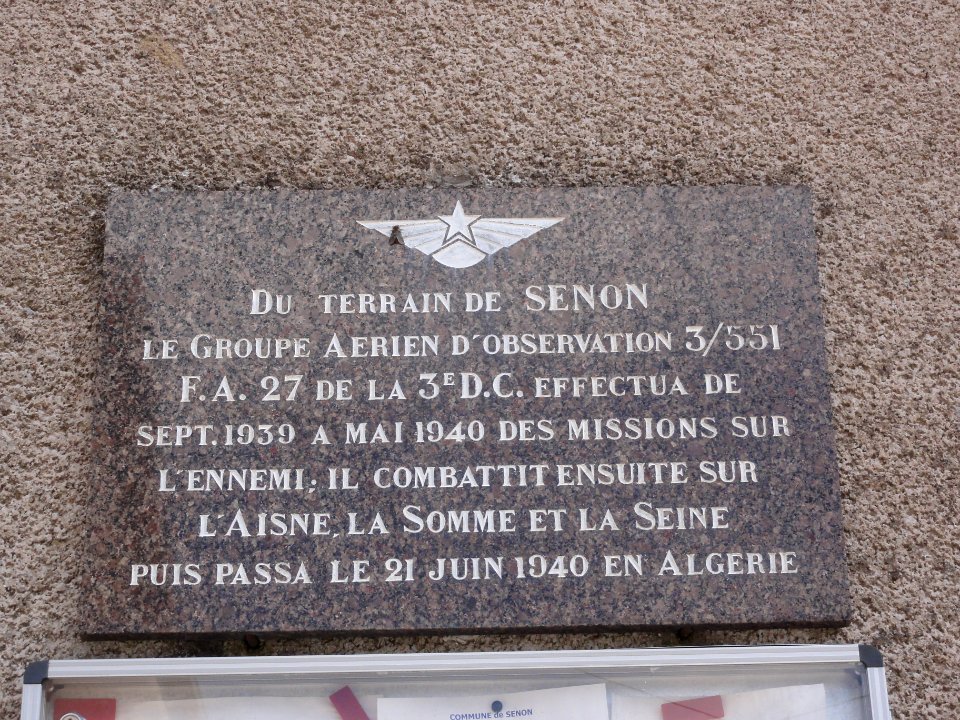 DU TERRAIN DE SENON
LE GROUPE AERIEN D'OBSERVATION 3/551
F.A. 27 DE LA 3E D.C. EFFECTUA DE
SEPT. 1939 A MAI 1940 DES MISSIONS SUR
L'ENNEMI; IL COMBATTIT ENSUITE SUR
L'AISNE, LA SOMME ET LA SEINE
PUIS PASSA LE 21 JUIN 1940 EN ALGERIE
COMMUNE de SENON